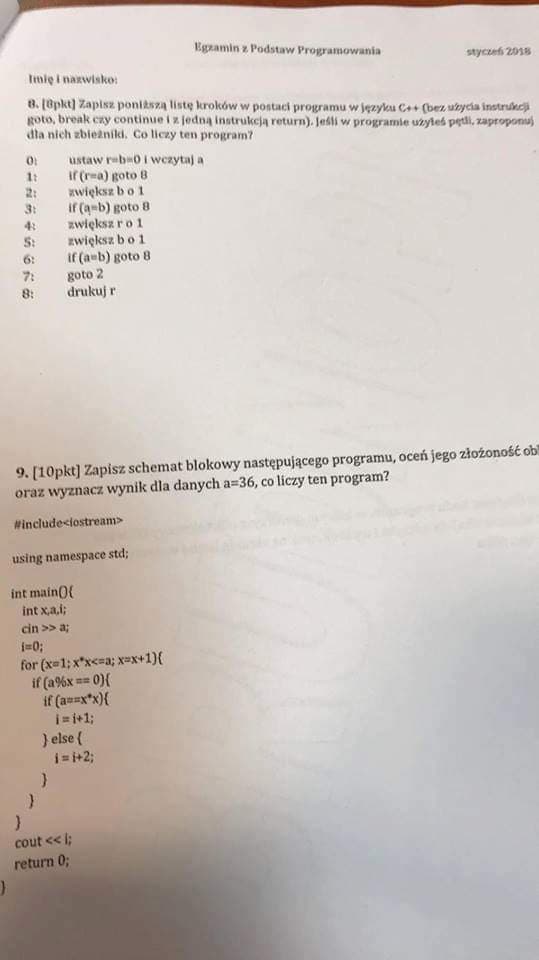 Egzamin z Podstaw Programowania styczeń 2018
Imię i nazwisko:
8. [8pkt] Zapisz poniższą listę kroków w postaci programu w języku C++ (bez użycia instrukcji
goto, break czy continue i z jedną instrukcją return). Jeśli w programie użyłeś pętli, zaproponuj
dla nich zbieżniki. Co liczy ten program?
0: ustaw r=b=0 i wczytaj a
1: if (r=a) goto 8
2: zwiększ b o 1
3: if (a=b) goto 8
4: zwiększ r o 1
5: zwiększ b o 1
6: if (a=b) goto 8
7: goto 2
8: drukuj r
9. [10pkt] Zapisz schemat blokowy następującego programu, oceń jego złożoność obl
oraz wyznacz wynik dla danych a=36, co liczy ten program?
#include<iostream>
using namespace std;
int main(){
int x,a,i;
cin >> a;
i=0;
for (x=1; x*x<=a; x=x+1){
if (a%x == 0){
if (a==x*x){
i = i+1;
} else {
i = i+2;
}
}
}
cout << i;
return 0;
}